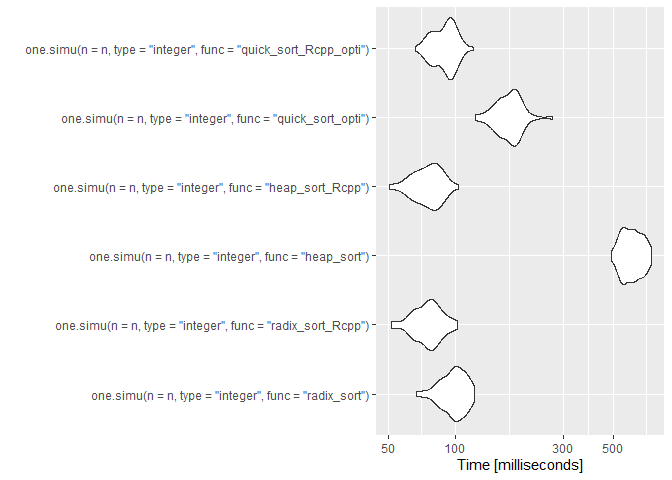 one.simu(n = n, type = "integer", func = "quick_sort_Rcpp_opti")
one.simu(n = n, type = "integer", func = "quick_sort_opti")
one.simu(n = n, type = "integer", func = "heap_sort_Rcpp")
one.simu(n = n, type = "integer", func = "heap_sort")
one.simu(n = n, type = "integer", func = "radix_sort_Rcpp")
one.simu(n = n, type = "integer", func = "radix_sort")
50 100 300 500
Time [milliseconds]